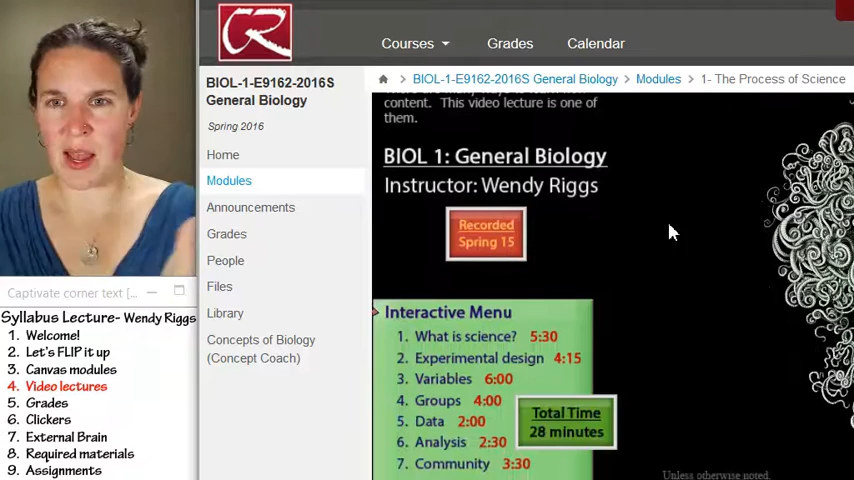 Courses
Grades
Calendar
BIOL-1-E9162-2016S General Biology > Modules > 1- The Process of Science
BIOL-1-E9162-2016S
General Biology
Spring 2016
Home
Modules
Announcements
Grades
People
Files
Library
Concepts of Biology
(Concept Coach)
content. This video lecture is one of
them.
BIOL 1: General Biology
Instructor: Wendy Riggs
Recorded
Spring 15
Interactive Menu
1. What is science? 5:30
2. Experimental design 4:15
3. Variables 6:00
4. Groups 4:00
5. Data 2:00
6. Analysis 2:30
7. Community 3:30
Total Time
28 minutes
Unless otherwise noted,
Captivate corner text [...
Syllabus Lecture- Wendy Riggs
1. Welcome!
2. Let's FLIP it up
3. Canvas modules
4. Video lectures
5. Grades
6. Clickers
7. External Brain
8. Required materials
9. Assignments